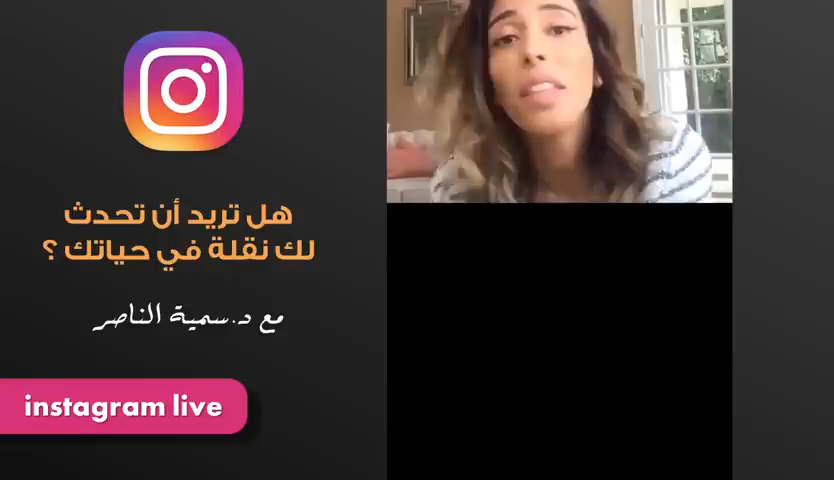 هل تريد أن تحدث
لك نقلة في حياتك ؟
مع د.سمية الناصر
instagram live